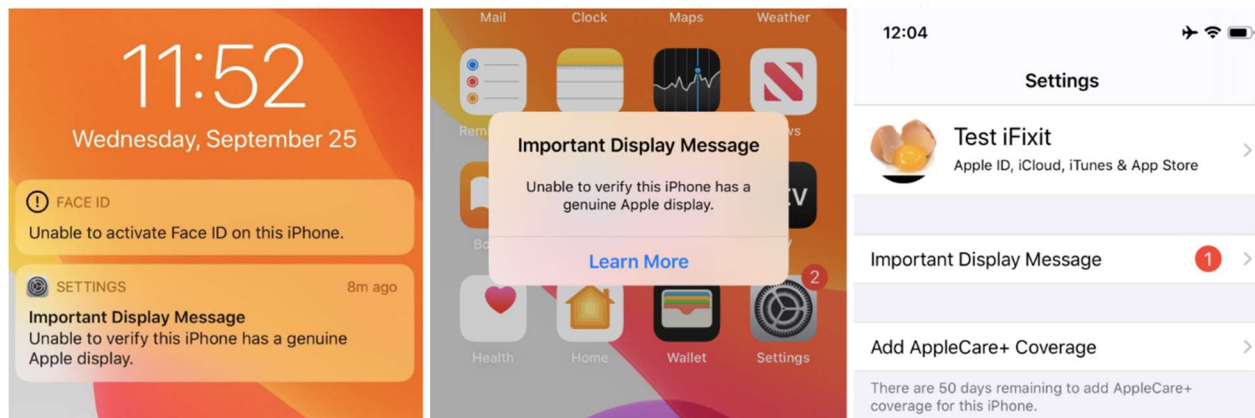 11:52
Wednesday, September 25
FACE ID
Unable to activate Face ID on this iPhone.
SETTINGS 8m ago
Important Display Message
Unable to verify this iPhone has a genuine
Apple display.
Mail Clock Maps Weather
Important Display Message
Unable to verify this iPhone has a
genuine Apple display.
Learn More
2
Health Home Wallet Settings
12:04
Settings
Test iFixit
Apple ID, iCloud, iTunes & App Store
Important Display Message 1
Add AppleCare+ Coverage
There are 50 days remaining to add AppleCare+
coverage for this iPhone.